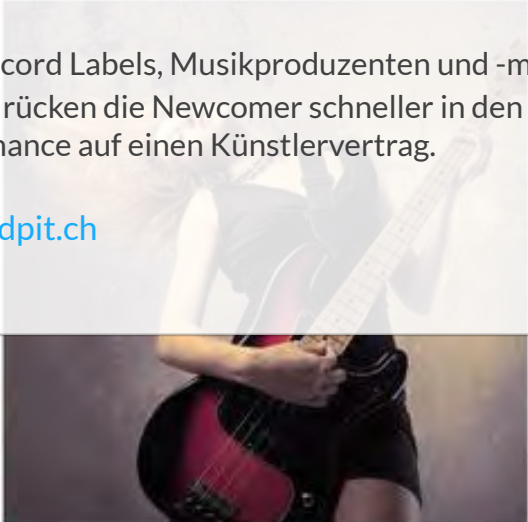 cord Labels, Musikproduzenten und -m
rücken die Newcomer schneller in den
hance auf einen Künstlervertrag.
dpit.ch